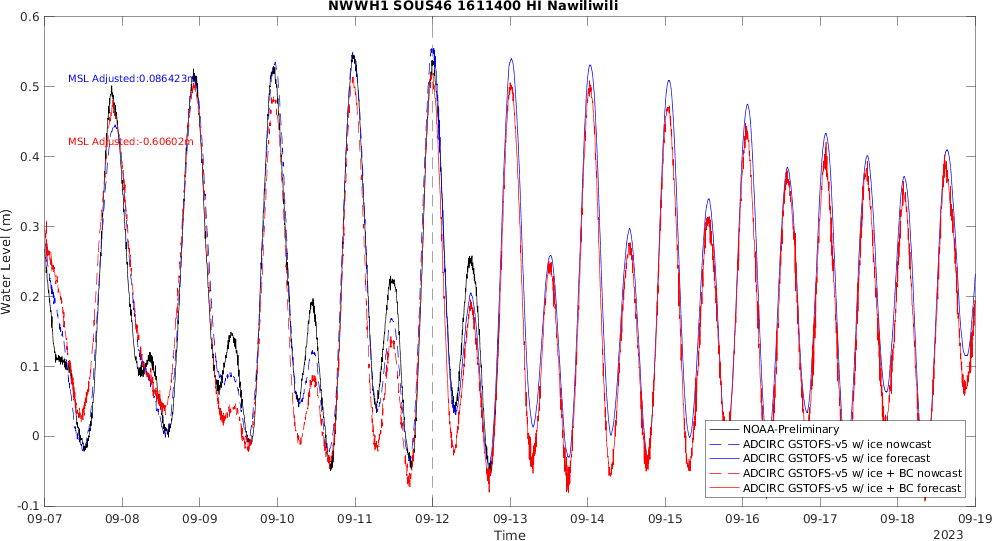 NWWH1 SOUS46 1611400 HI Nawiliwili
0.6
0.5
0.4
0.3
0.2
0.1
0
-0.1
Water Level (m)
MSL Adjusted:0.086423m
MSL Adjusted:-0.60602m
NOAA-Preliminary
ADCIRC GSTOFS-v5 w/ ice nowcast
ADCIRC GSTOFS-v5 w/ ice forecast
ADCIRC GSTOFS-v5 w/ ice + BC nowcast
ADCIRC GSTOFS-v5 w/ ice + BC forecast
09-07 09-08 09-09 09-10 09-11 09-12 09-13 09-14 09-15 09-16 09-17 09-18 09-19
Time
2023